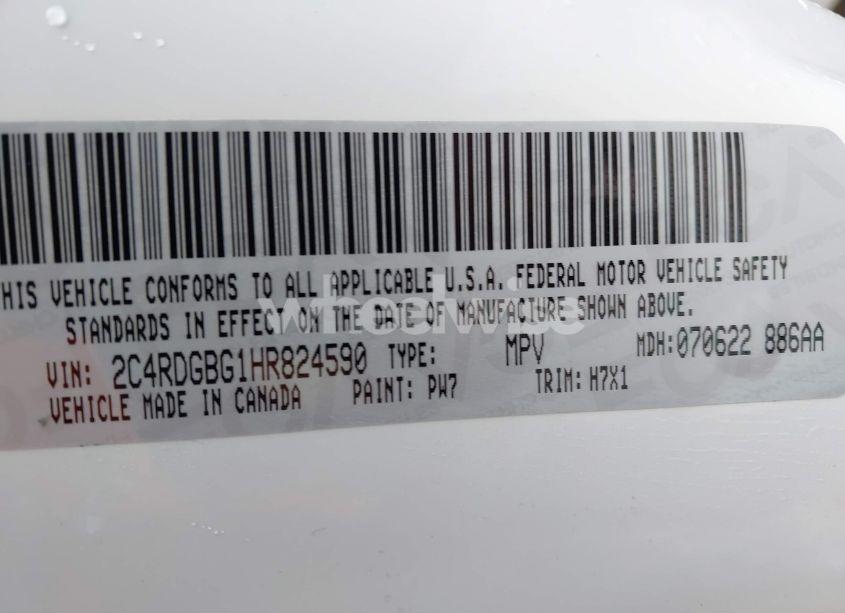 HIS VEHICLE CONFORMS TO ALL APPLICABLE U.S.A. FEDERAL MOTOR VEHICLE SAFETY
STANDARDS IN EFFECT ON THE DATE OF MANUFACTURE SHOWN ABOVE.
wheelwise
VIN: 2C4RDGBG1HR824590 TYPE: MPV MDH:070622 886AA
VEHICLE MADE IN CANADA PAINT: PW7 TRIM: H7X1